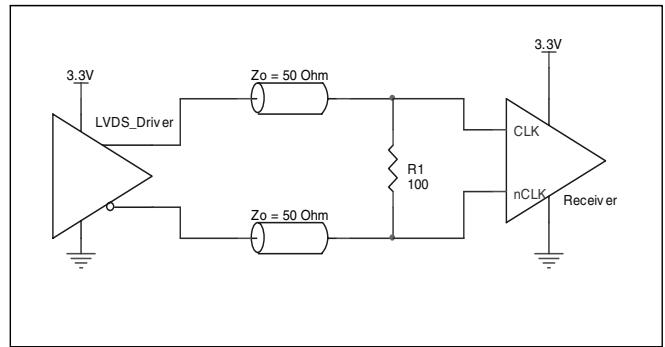 3.3V
LVDS_Driver
Zo = 50 Ohm
Zo = 50 Ohm
R1
100
3.3V
CLK
nCLK
Receiver